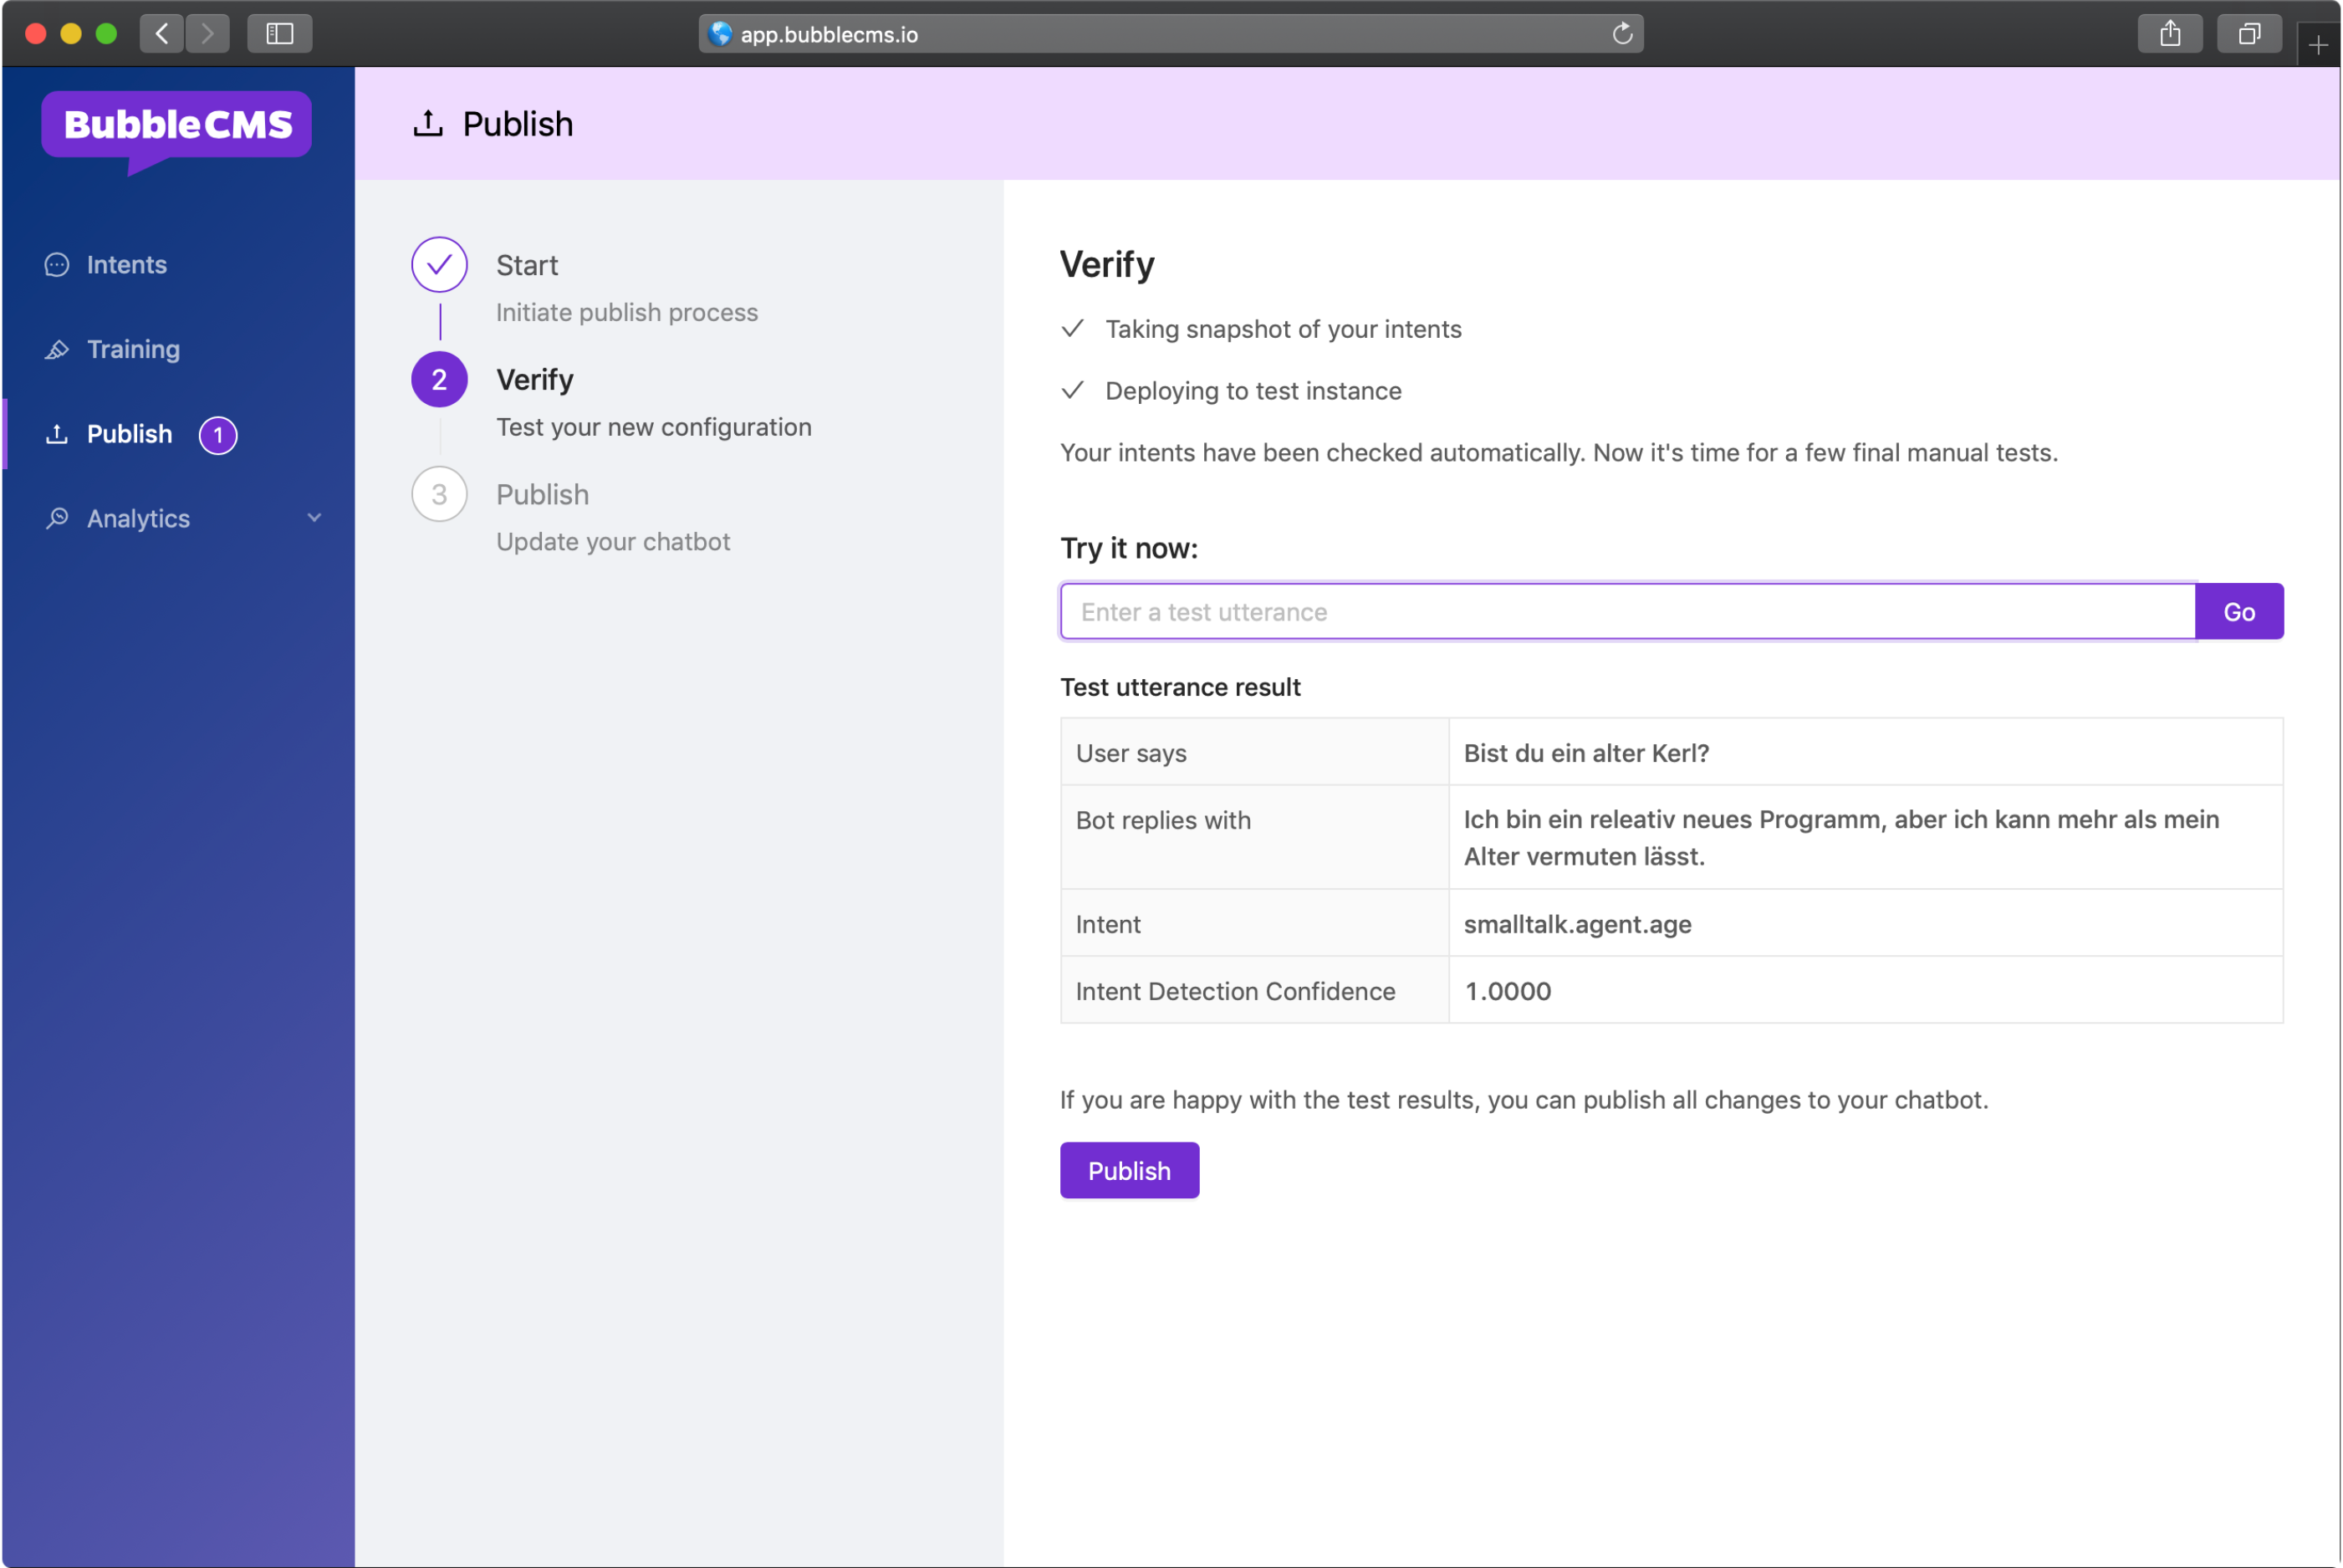 app.bubblecms.io
BubbleCMS
Intents
Training
Publish 1
Analytics
Publish
Start
Initiate publish process
2 Verify
Test your new configuration
3 Publish
Update your chatbot
Verify
Taking snapshot of your intents
Deploying to test instance
Your intents have been checked automatically. Now it's time for a few final manual tests.
Try it now:
Enter a test utterance Go
Test utterance result
User says Bist du ein alter Kerl?
Bot replies with Ich bin ein releativ neues Programm, aber ich kann mehr als mein
Alter vermuten lässt.
Intent smalltalk.agent.age
Intent Detection Confidence 1.0000
If you are happy with the test results, you can publish all changes to your chatbot.
Publish